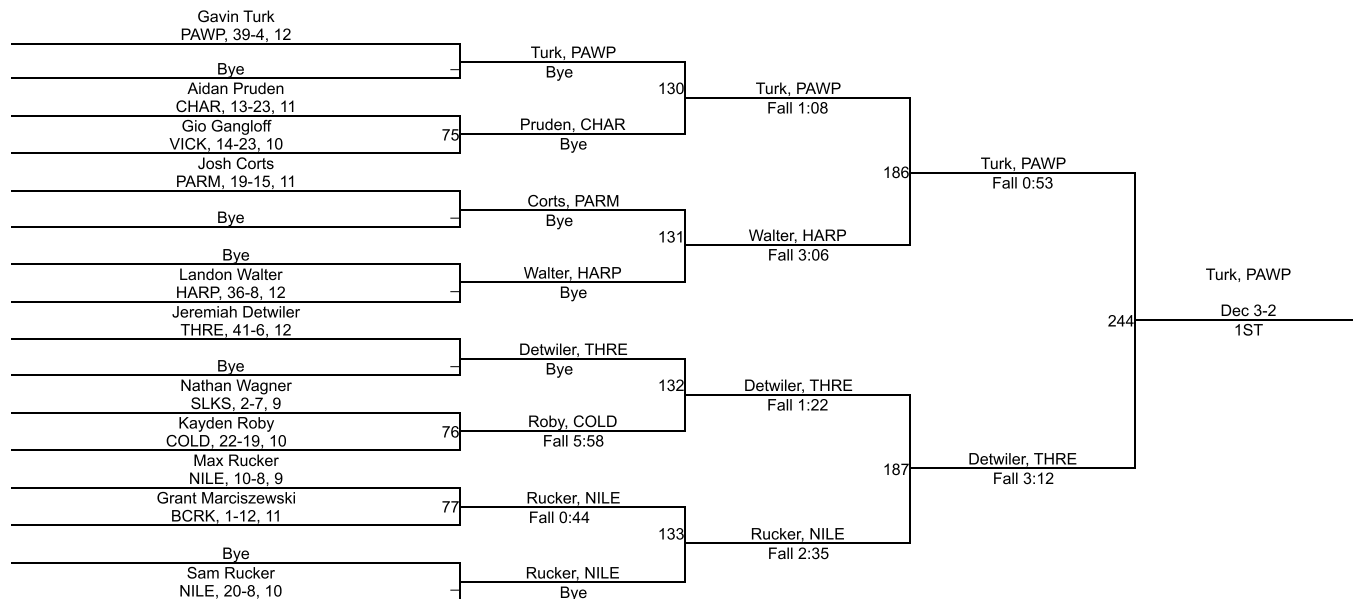 Gavin Turk
PAWP, 39-4, 12
Bye
Aidan Pruden
CHAR, 13-23, 11
Gio Gangloff
VICK, 14-23, 10
Josh Corts
PARM, 19-15, 11
Bye
Bye
Landon Walter
HARP, 36-8, 12
Jeremiah Detwiler
THRE, 41-6, 12
Bye
Nathan Wagner
SLKS, 2-7, 9
Kayden Roby
COLD, 22-19, 10
Max Rucker
NILE, 10-8, 9
Grant Marciszewski
BCRK, 1-12, 11
Bye
Sam Rucker
NILE, 20-8, 10
–
75
–
–
–
76
77
–
Turk, PAWP
Bye
Pruden, CHAR
Bye
Corts, PARM
Bye
Walter, HARP
Bye
Detwiler, THRE
Bye
Roby, COLD
Fall 5:58
Rucker, NILE
Fall 0:44
Rucker, NILE
Bye
130
131
132
133
Turk, PAWP
Fall 1:08
Walter, HARP
Fall 3:06
Detwiler, THRE
Fall 1:22
Rucker, NILE
Fall 2:35
186
187
Turk, PAWP
Fall 0:53
Detwiler, THRE
Fall 3:12
244
Turk, PAWP
Dec 3-2
1ST